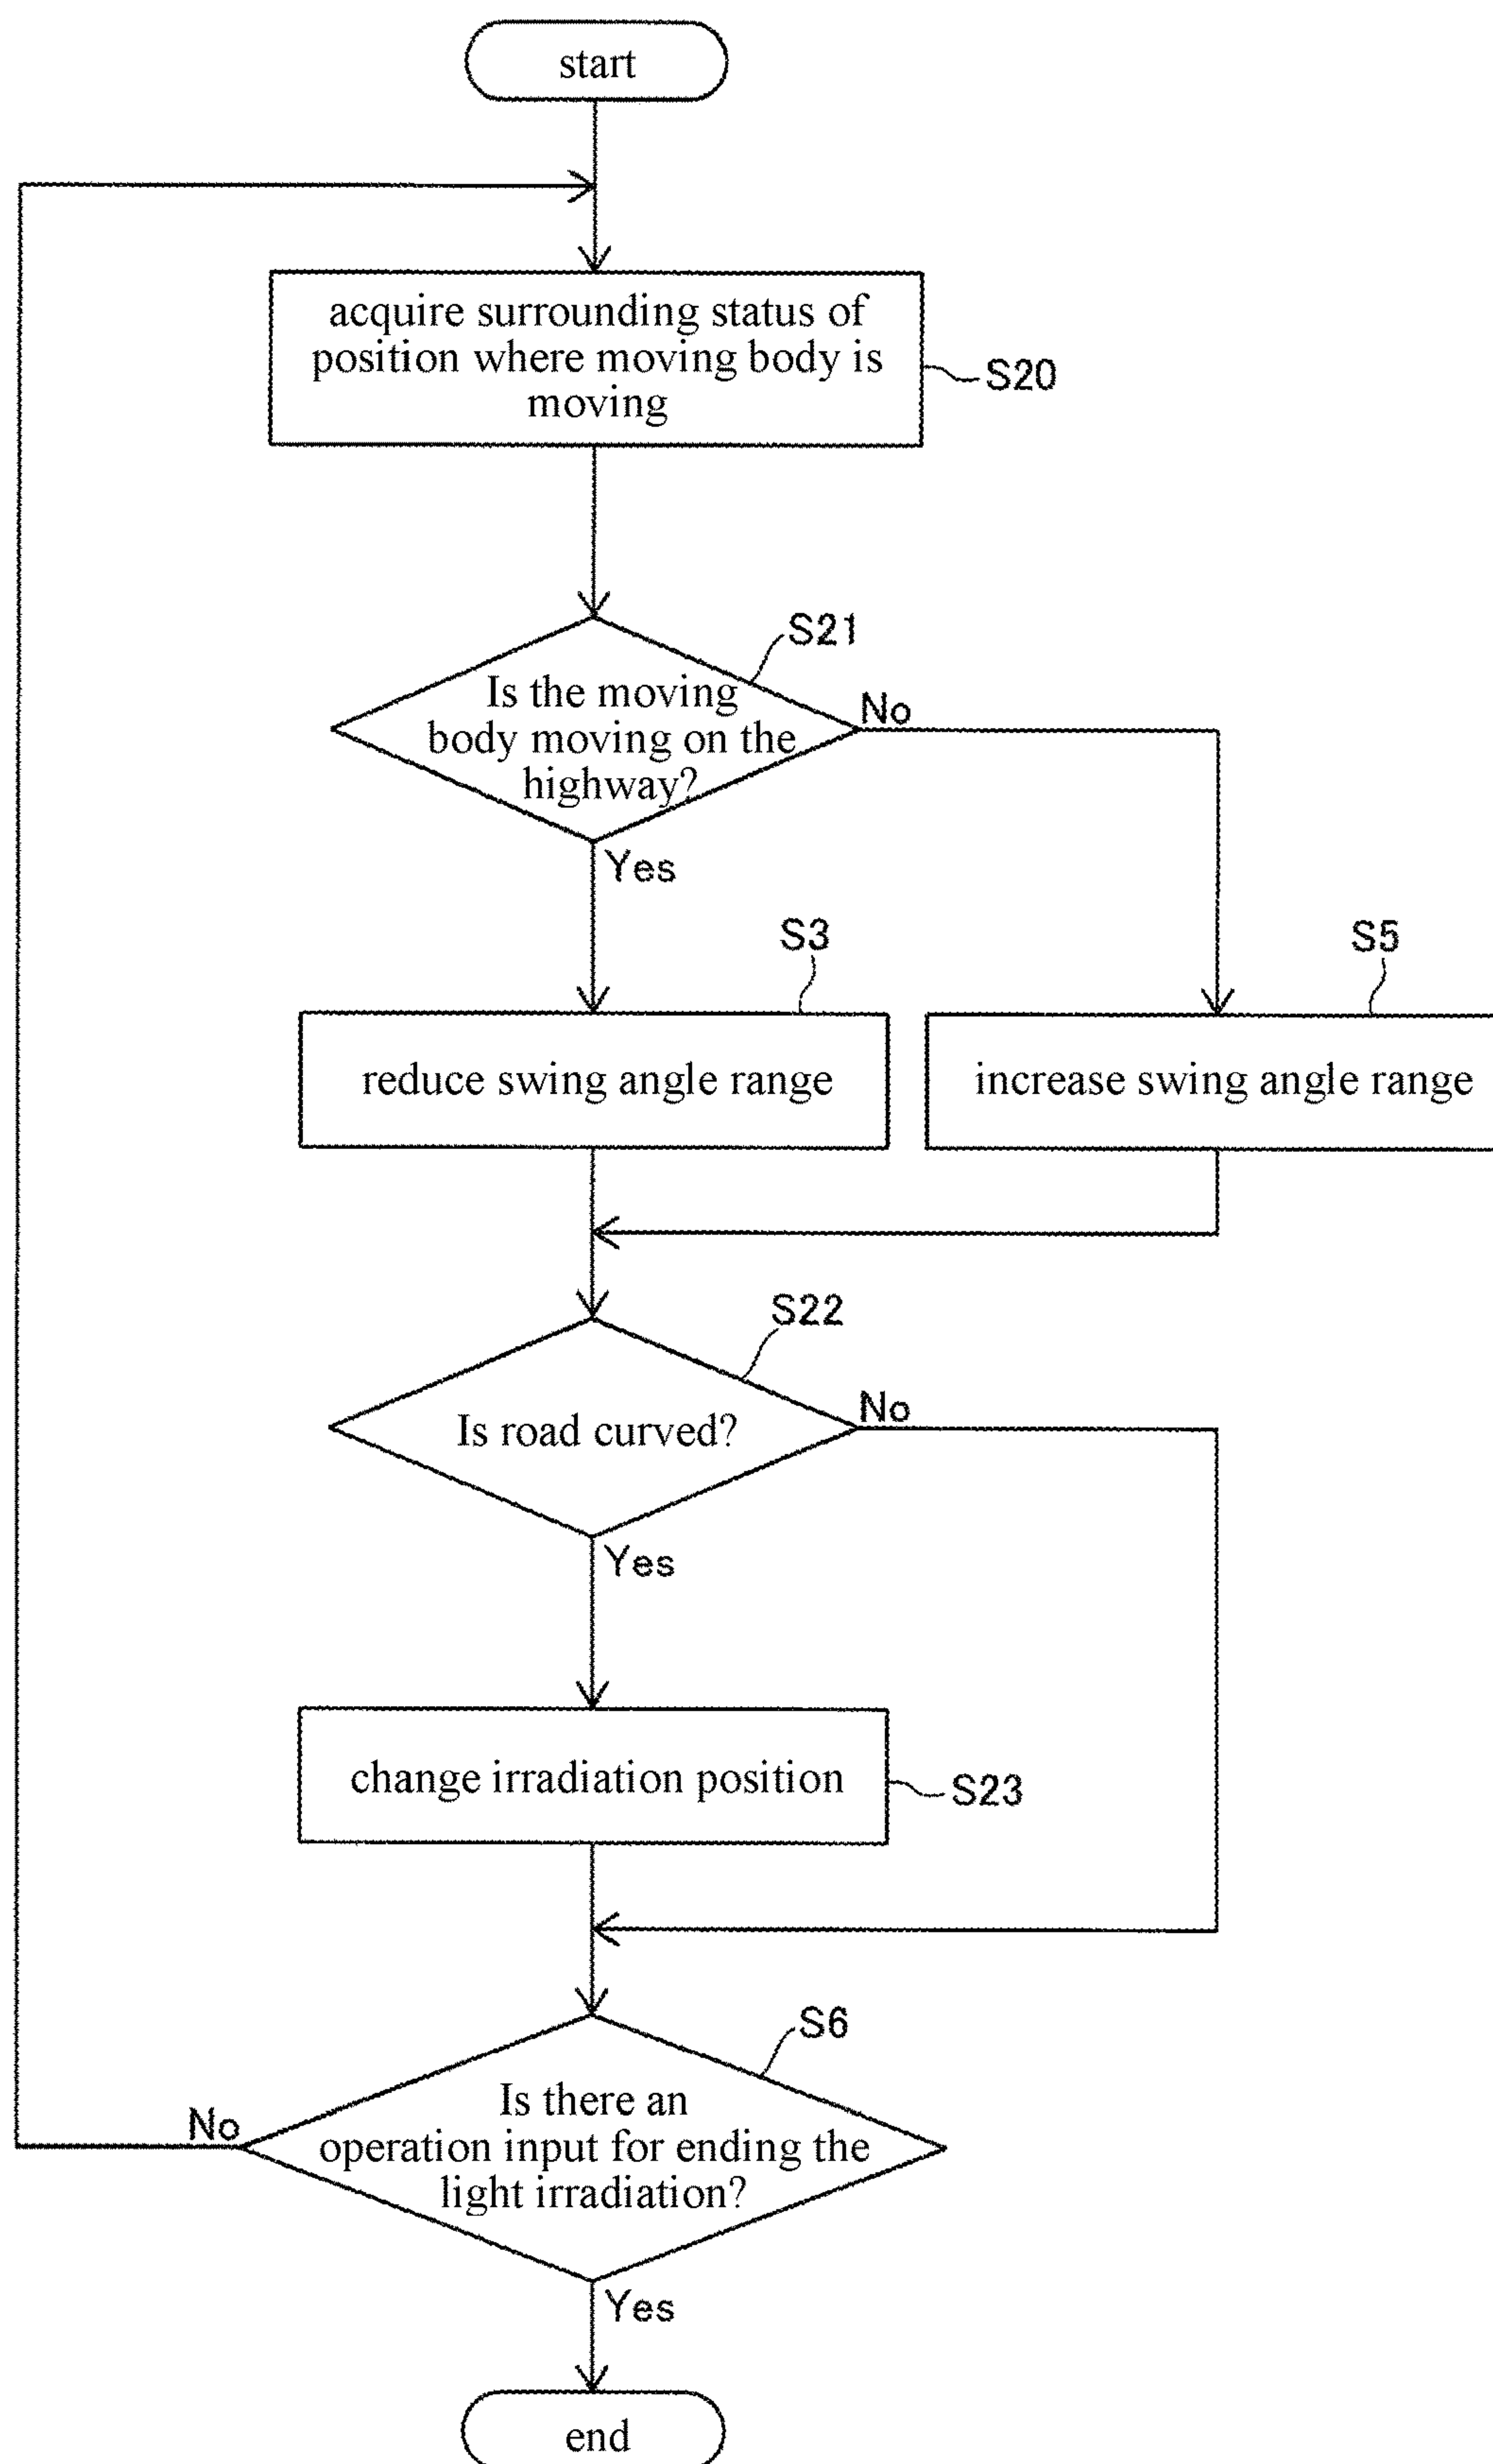 start
acquire surrounding status of
position where moving body is
moving
S20
S21
Is the moving
body moving on the
highway?
No
Yes
S3
S5
reduce swing angle range
increase swing angle range
S22
Is road curved?
No
Yes
change irradiation position
S23
S6
Is there an
operation input for ending the
light irradiation?
No
Yes
end